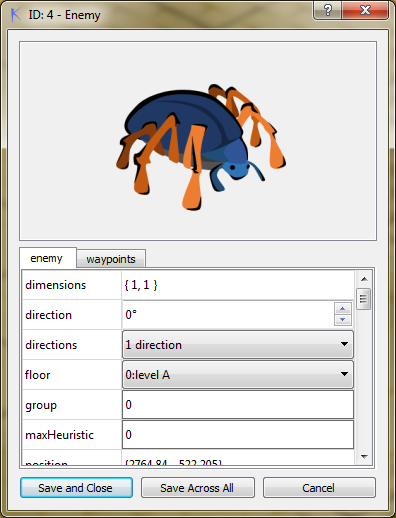 ID: 4 - Enemy
enemy waypoints
dimensions { 1, 1 }
direction 0°
directions 1 direction
floor 0:level A
group 0
maxHeuristic 0
position
Save and Close Save Across All Cancel